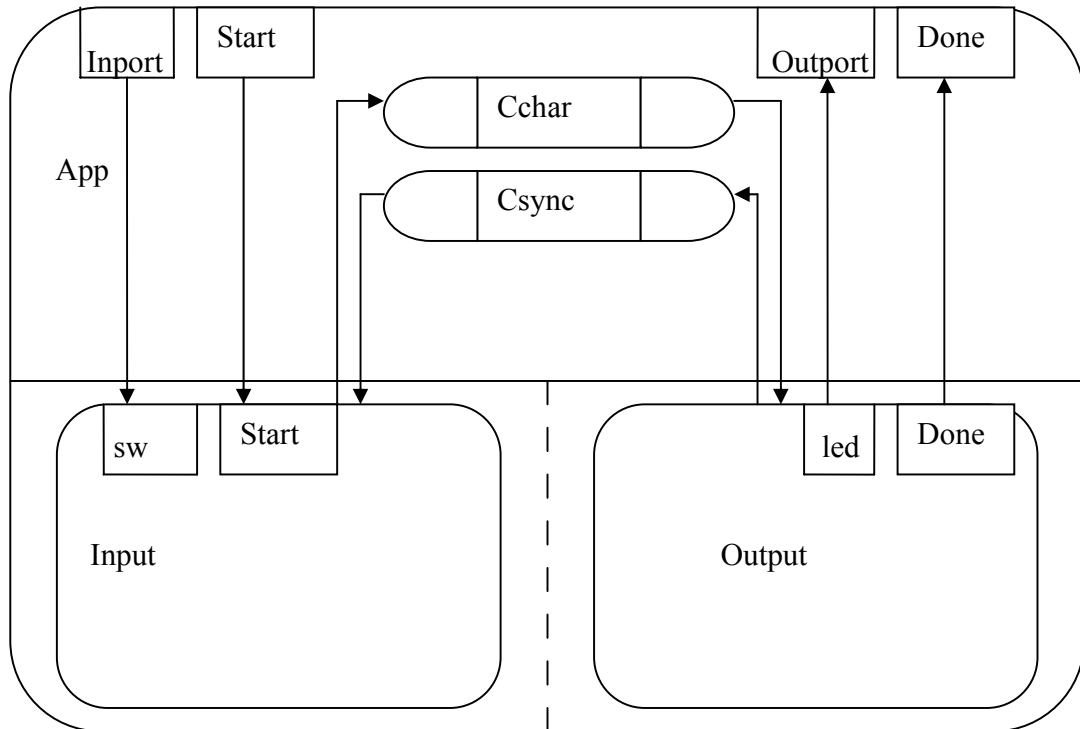 Inport
Start
Outport
Done
Cchar
App
Csync
sw
Start
led
Done
Input
Output